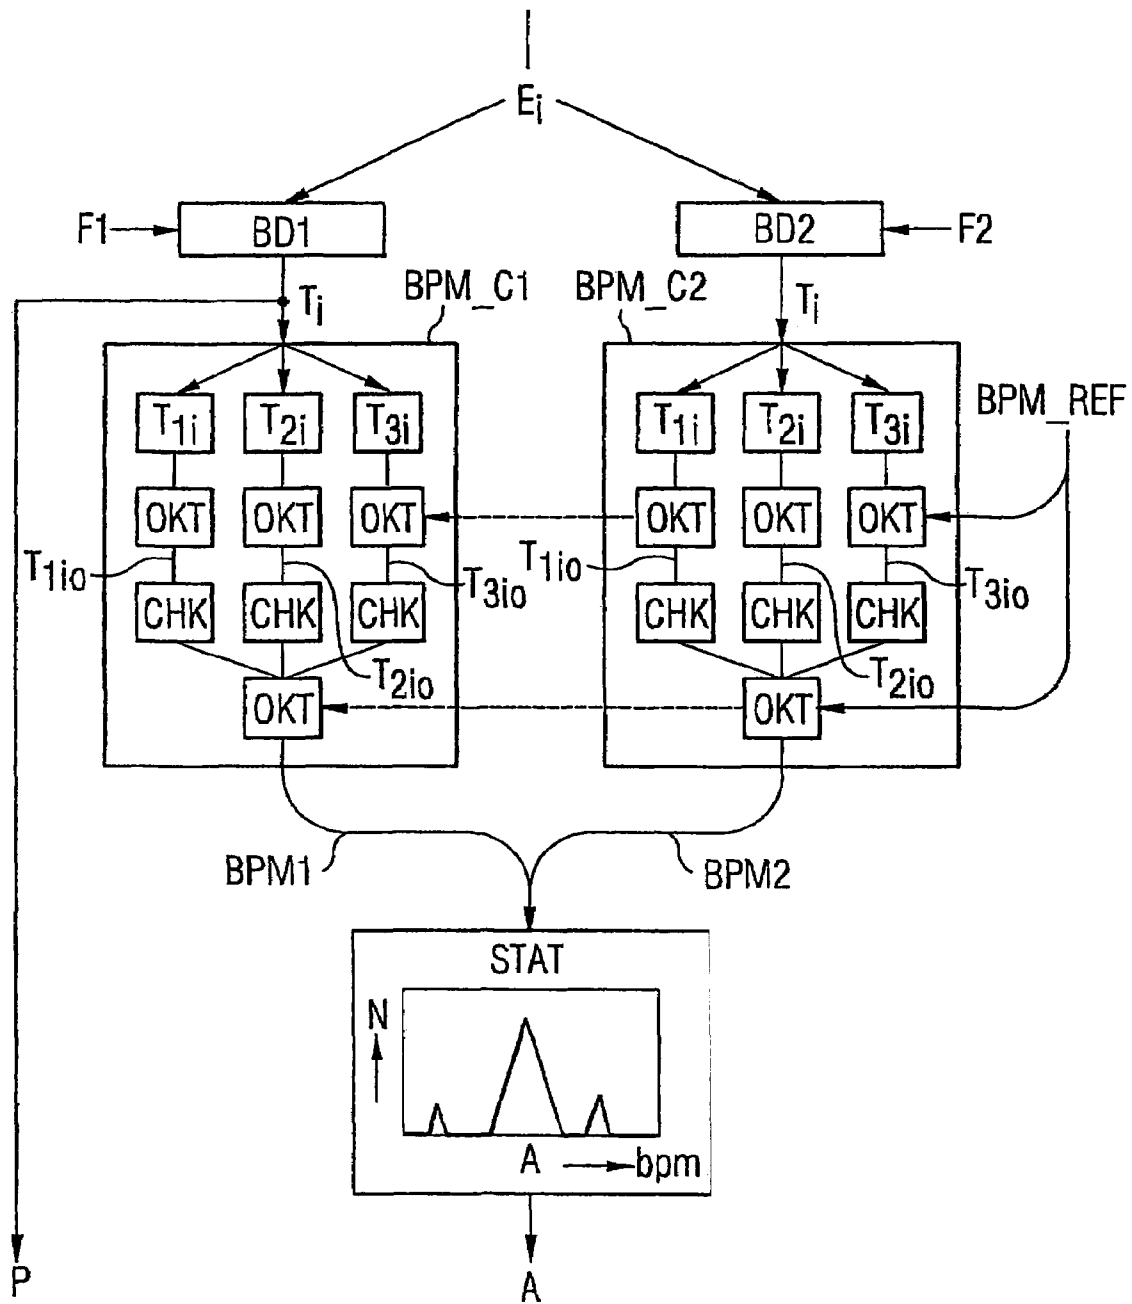 Ei
F1 BD1 BD2 F2
BPM_C1 BPM_C2
Ti Ti
T1i T2i T3i T1i T2i T3i BPM_REF
OKT OKT OKT OKT OKT OKT
T1io T3io T1io T3io
CHK CHK CHK CHK CHK CHK
T2io T2io
OKT OKT
BPM1 BPM2
STAT
N
A bpm
P A